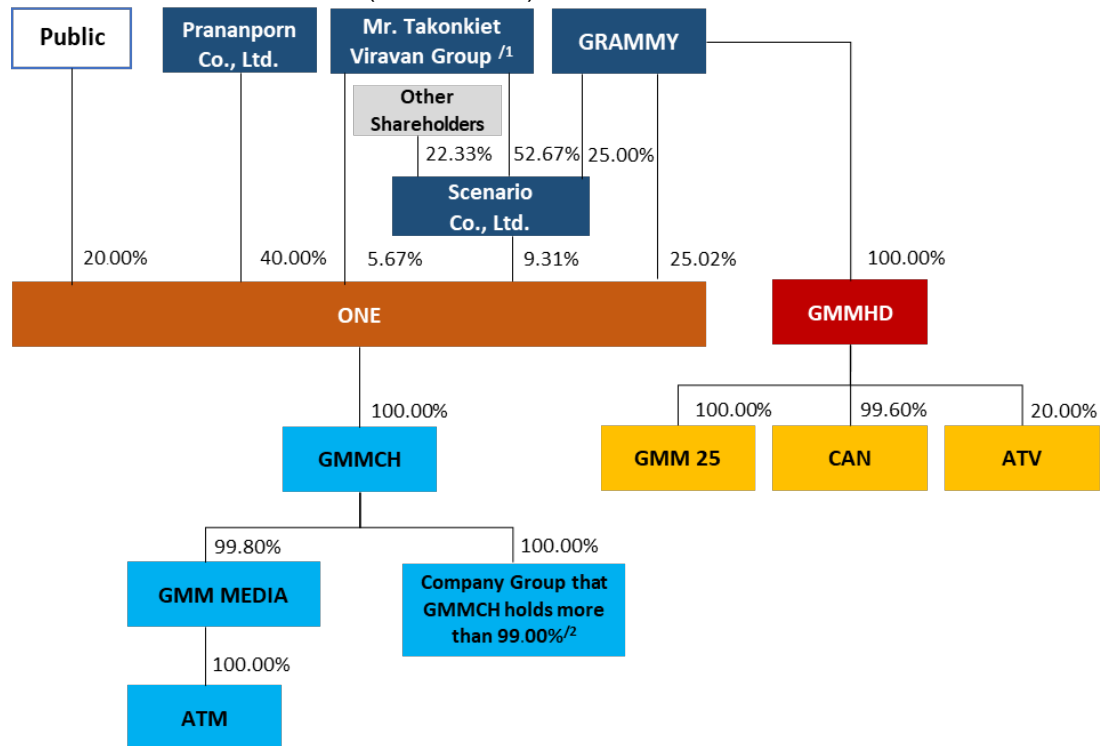 Public
Prananporn
Co., Ltd.
Mr. Takonkiet
Viravan Group /1
GRAMMY
Other
Shareholders
22.33%
52.67%
25.00%
Scenario
Co., Ltd.
20.00%
40.00%
5.67%
9.31%
25.02%
100.00%
ONE
GMMHD
100.00%
100.00%
99.60%
20.00%
GMMCH
GMM 25
CAN
ATV
99.80%
100.00%
GMM MEDIA
Company Group that
GMMCH holds more
than 99.00%/2
100.00%
ATM